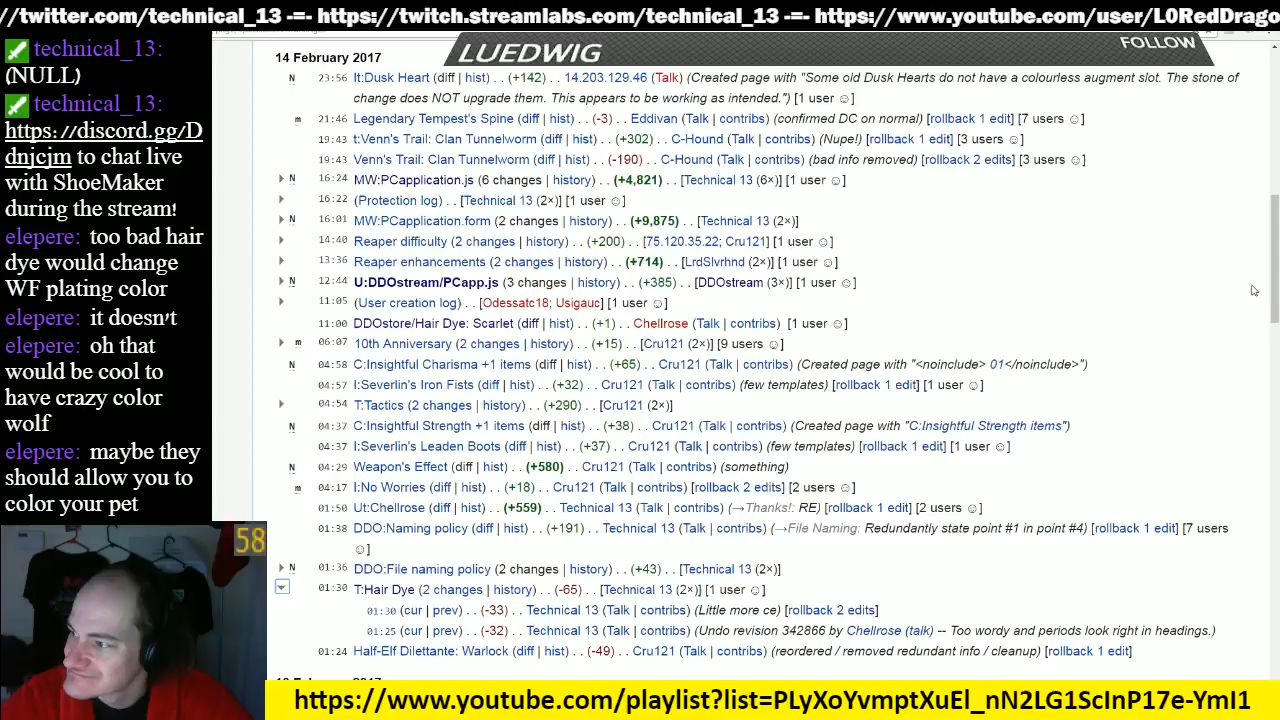 //twitter.com/technical_13 -=- https://twitch.streamlabs.com/technical_13 -=- https://www.youtube.com/user/L0RedDrago
technical_13:
(NULL)
technical_13:
https://discord.gg/D
dnjcjm to chat live
with ShoeMaker
during the stream!
elepere: too bad hair
dye would change
WF plating color
elepere: it doesn't
elepere: oh that
would be cool to
have crazy color
wolf
elepere: maybe they
should allow you to
color your pet
58
LUEDWIG
FOLLOW
14 February 2017
N 23:56 It:Dusk Heart (diff | hist) . . (+142) . . 14.203.129.46 (Talk) (Created page with "Some old Dusk Hearts do not have a colourless augment slot. The stone of
change does NOT upgrade them. This appears to be working as intended.") [1 user ☺]
m 21:46 Legendary Tempest's Spine (diff | hist) . . (-3) . . Eddivan (Talk | contribs) (confirmed DC on normal) [rollback 1 edit] [7 users ☺]
19:43 t:Venn's Trail: Clan Tunnelworm (diff | hist) . . (+302) . . C-Hound (Talk | contribs) (Nupe!) [rollback 1 edit] [3 users ☺]
19:43 Venn's Trail: Clan Tunnelworm (diff | hist) . . (-190) . . C-Hound (Talk | contribs) (bad info removed) [rollback 2 edits] [3 users ☺]
N 16:24 MW:PCapplication.js (6 changes | history) . . (+4,821) . . [Technical 13 (6×)] [1 user ☺]
16:22 (Protection log) . . [Technical 13 (2×)] [1 user ☺]
N 16:01 MW:PCapplication.form (2 changes | history) . . (+9,875) . . [Technical 13 (2×)]
14:40 Reaper difficulty (2 changes | history) . . (+200) . . [75.120.35.22; Cru121] [1 user ☺]
13:36 Reaper enhancements (2 changes | history) . . (+714) . . [LrdSlvrhnd (2×)] [1 user ☺]
N 12:44 U:DDOstream/PCapp.js (3 changes | history) . . (+385) . . [DDOstream (3×)] [1 user ☺]
11:05 (User creation log) . . [Odessatc18; Usigauc] [1 user ☺]
11:00 DDOstore/Hair Dye: Scarlet (diff | hist) . . (+1) . . Chellrose (Talk | contribs) [1 user ☺]
m 06:07 10th Anniversary (2 changes | history) . . (+15) . . [Cru121 (2×)] [9 users ☺]
N 04:58 C:Insightful Charisma +1 items (diff | hist) . . (+65) . . Cru121 (Talk | contribs) (Created page with "<noinclude> 01</noinclude>")
04:57 I:Severlin's Iron Fists (diff | hist) . . (+32) . . Cru121 (Talk | contribs) (few templates) [rollback 1 edit] [1 user ☺]
04:54 T:Tactics (2 changes | history) . . (+290) . . [Cru121 (2×)]
N 04:37 C:Insightful Strength +1 items (diff | hist) . . (+38) . . Cru121 (Talk | contribs) (Created page with "C:Insightful Strength items")
04:37 I:Severlin's Leaden Boots (diff | hist) . . (+37) . . Cru121 (Talk | contribs) (few templates) [rollback 1 edit] [1 user ☺]
N 04:29 Weapon's Effect (diff | hist) . . (+580) . . Cru121 (Talk | contribs) (something)
m 04:17 I:No Worries (diff | hist) . . (+18) . . Cru121 (Talk | contribs) [rollback 2 edits] [2 users ☺]
01:50 Ut:Chellrose (diff | hist) . . (+559) . . Technical 13 (Talk | contribs) (→Thanks!: RE) [rollback 1 edit] [2 users ☺]
01:38 DDO:Naming policy (diff | hist) . . (+191) . . Technical 13 (Talk | contribs) (→File Naming: Redundantly state point #1 in point #4) [rollback 1 edit] [7 users
☺]
N 01:36 DDO:File naming policy (2 changes | history) . . (+43) . . [Technical 13 (2×)]
01:30 T:Hair Dye (2 changes | history) . . (-65) . . [Technical 13 (2×)] [1 user ☺]
01:30 (cur | prev) . . (-33) . . Technical 13 (Talk | contribs) (Little more ce) [rollback 2 edits]
01:25 (cur | prev) . . (-32) . . Technical 13 (Talk | contribs) (Undo revision 342866 by Chellrose (talk) -- Too wordy and periods look right in headings.)
01:24 Half-Elf Dilettante: Warlock (diff | hist) . . (-49) . . Cru121 (Talk | contribs) (reordered / removed redundant info / cleanup) [rollback 1 edit]
https://www.youtube.com/playlist?list=PLyXoYvmptXuEl_nN2LG1ScInP17e-YmI1